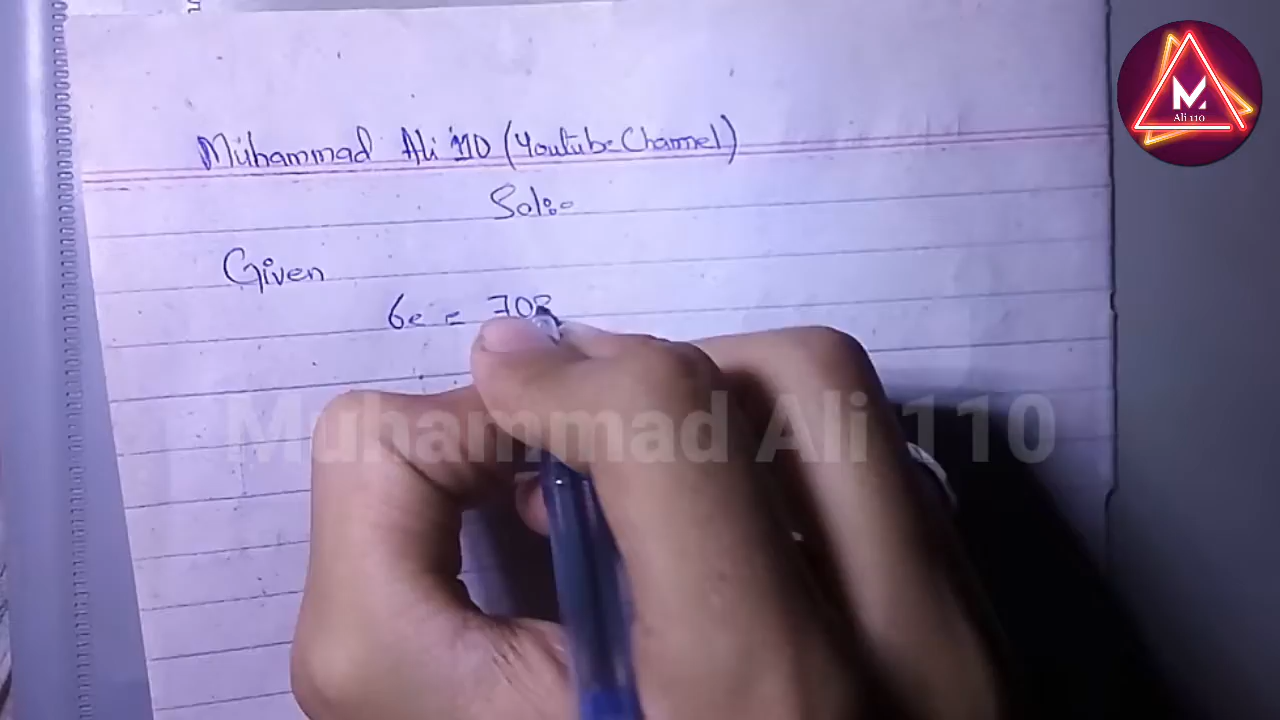 Muhammad Ali 110 (Youtube Channel)
Sol:-
Given
6e = 70
Muhammad Ali 110
M
Ali 110